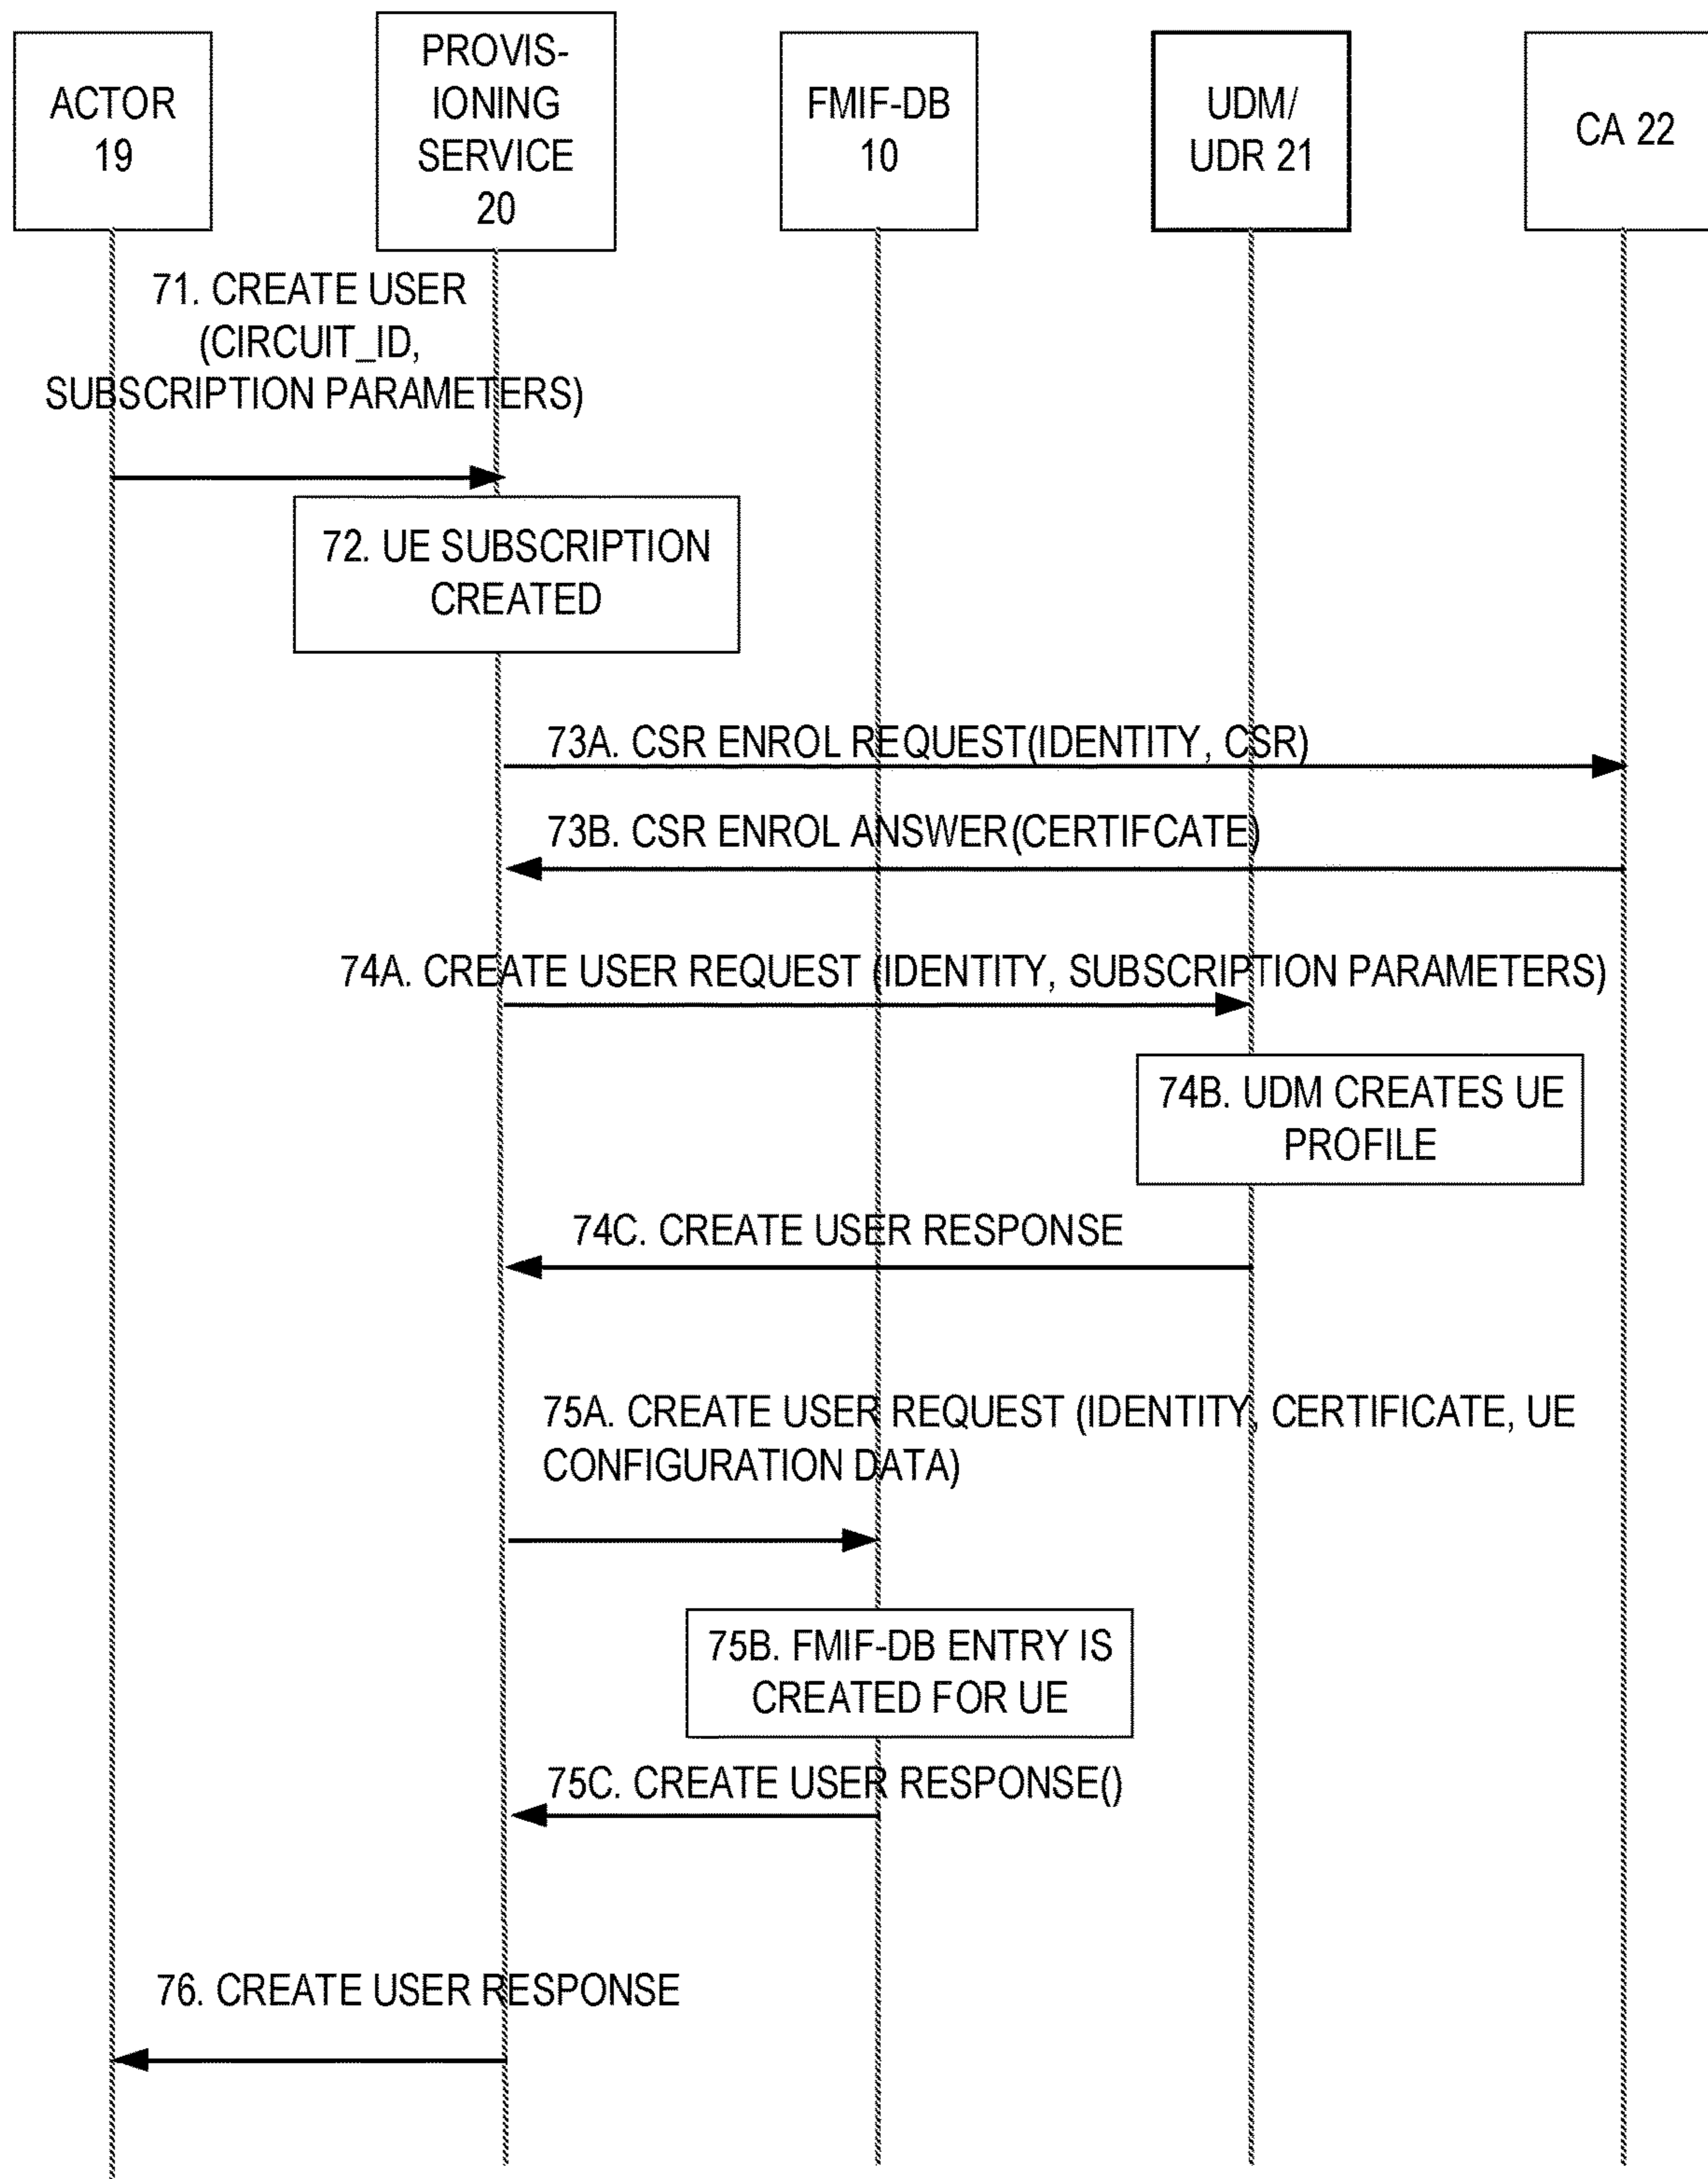 ACTOR
19
PROVIS-
IONING
SERVICE
20
FMIF-DB
10
UDM/
UDR 21
CA 22
71. CREATE USER
(CIRCUIT_ID,
SUBSCRIPTION PARAMETERS)
72. UE SUBSCRIPTION
CREATED
73A. CSR ENROL REQUEST(IDENTITY, CSR)
73B. CSR ENROL ANSWER(CERTIFCATE)
74A. CREATE USER REQUEST (IDENTITY, SUBSCRIPTION PARAMETERS)
74B. UDM CREATES UE
PROFILE
74C. CREATE USER RESPONSE
75A. CREATE USER REQUEST (IDENTITY, CERTIFICATE, UE
CONFIGURATION DATA)
75B. FMIF-DB ENTRY IS
CREATED FOR UE
75C. CREATE USER RESPONSE()
76. CREATE USER RESPONSE